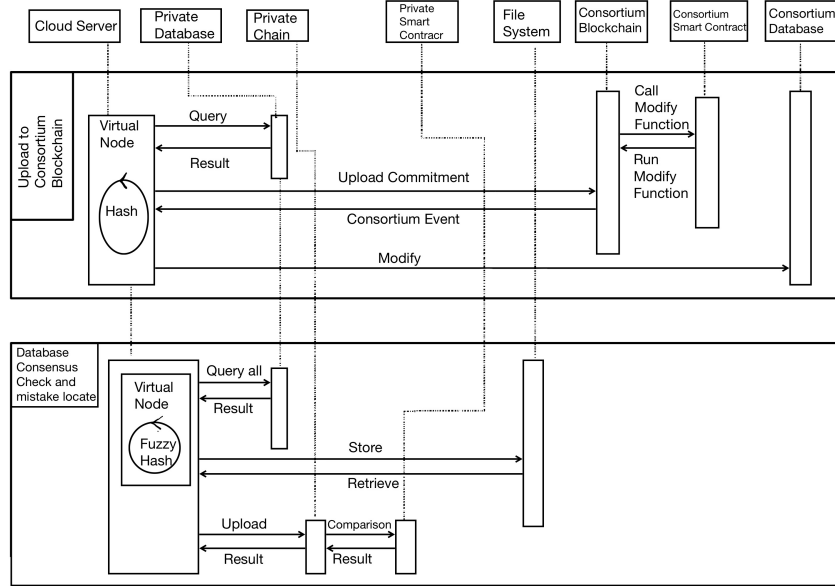 Cloud Server
Private
Database
Private
Chain
Private
Smart
Contracr
File
System
Consortium
Blockchain
Consortium
Smart Contract
Consortium
Database
Upload to
Consortium
Blockchain
Virtual
Node
Hash
Query
Result
Upload Commitment
Consortium Event
Modify
Call
Modify
Function
Run
Modify
Function
Database
Consensus
Check and
mistake locate
Virtual
Node
Fuzzy
Hash
Query all
Result
Store
Retrieve
Upload
Result
Comparison
Result